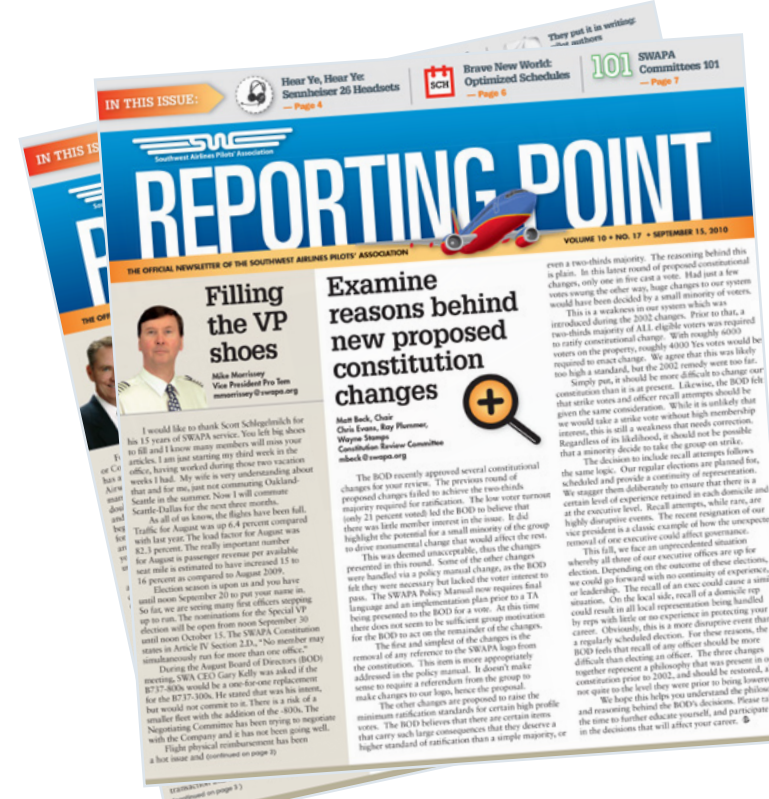 They put it in writing:
authors
IN THIS ISSUE:
Hear Ye, Hear Ye:
Sennheiser 26 Headsets
— Page 4
SCH
Brave New World:
Optimized Schedules
— Page 6
101
SWAPA
Committees 101
— Page 7
IN THIS IS
Southwest Airlines Pilots' Association
REPORTING POINT
THE OFFICIAL NEWSLETTER OF THE SOUTHWEST AIRLINES PILOTS' ASSOCIATION
VOLUME 10 • NO. 17 • SEPTEMBER 15, 2010
THE OFF
Filling
the VP
shoes
Mike Morrissey
Vice President Pro Tem
mmorrissey@swapa.org
I would like to thank Scott Schlegelmilch for
his 15 years of SWAPA service. You left big shoes
to fill and I know many members will miss your
articles. I am just starting my third week in the
office, having worked during those two vacation
weeks I had. My wife is very understanding about
that and for me, just not commuting Oakland-
Seattle in the summer. Now I will commute
Seattle-Dallas for the next three months.
As all of us know, the flights have been full.
Traffic for August was up 6.4 percent compared
with last year. The load factor for August was
82.3 percent. The really important number
for August is passenger revenue per available
seat mile is estimated to have increased 15 to
16 percent as compared to August 2009.
Election season is upon us and you have
until noon September 20 to put your name in.
So far, we are seeing many first officers stepping
up to run. The nominations for the Special VP
election will be open from noon September 30
until noon October 15. The SWAPA Constitution
states in Article IV Section 2.D., "No member may
simultaneously run for more than one office."
During the August Board of Directors (BOD)
meeting, SWA CEO Gary Kelly was asked if the
B737-800s would be a one-for-one replacement
for the B737-300s. He stated that was his intent,
but would not commit to it. There is a risk of a
smaller fleet with the addition of the -800s. The
Negotiating Committee has been trying to negotiate
with the Company and it has not been going well.
Flight physical reimbursement has been
a hot issue and (continued on page 2)
Examine
reasons behind
new proposed
constitution
changes
Matt Beck, Chair
Chris Evans, Ray Plummer,
Wayne Stamps
Constitution Review Committee
mbeck@swapa.org
The BOD recently approved several constitutional
changes for your review. The previous round of
proposed changes failed to achieve the two-thirds
majority required for ratification. The low voter turnout
(only 21 percent voted) led the BOD to believe that
there was little member interest in the issue. It did
highlight the potential for a small minority of the group
to drive monumental change that would affect the rest.
This was deemed unacceptable, thus the changes
presented in this round. Some of the other changes
were handled via a policy manual change, as the BOD
felt they were necessary but lacked the voter interest to
pass. The SWAPA Policy Manual now requires final
language and an implementation plan prior to a TA
being presented to the BOD for a vote. At this time
there does not seem to be sufficient group motivation
for the BOD to act on the remainder of the changes.
The first and simplest of the changes is the
removal of any reference to the SWAPA logo from
the constitution. This item is more appropriately
addressed in the policy manual. It doesn't make
sense to require a referendum from the group to
make changes to our logo, hence the proposal.
The other changes are proposed to raise the
minimum ratification standards for certain high profile
votes. The BOD believes that there are certain items
that carry such large consequences that they deserve a
higher standard of ratification than a simple majority, or
even a two-thirds majority. The reasoning behind this
is plain. In this latest round of proposed constitutional
changes, only one in five cast a vote. Had just a few
votes swung the other way, huge changes to our system
would have been decided by a small minority of voters.
This is a weakness in our system which was
introduced during the 2002 changes. Prior to that, a
two-thirds majority of ALL eligible voters was required
to ratify constitutional change. With roughly 6000
voters on the property, roughly 4000 Yes votes would be
required to enact change. We agree that this was likely
too high a standard, but the 2002 remedy went too far.
Simply put, it should be more difficult to change our
constitution than it is at present. Likewise, the BOD felt
that strike votes and officer recall attempts should be
given the same consideration. While it is unlikely that
we would take a strike vote without high membership
interest, this is still a weakness that needs correction.
Regardless of its likelihood, it should not be possible
that a minority decide to take the group on strike.
The decision to include recall attempts follows
the same logic. Our regular elections are planned for,
scheduled and provide a continuity of representation.
We stagger them deliberately to ensure that there is a
certain level of experience retained in each domicile and
at the executive level. Recall attempts, while rare, are
highly disruptive events. The recent resignation of our
vice president is a classic example of how the unexpecte
removal of one executive could affect governance.
This fall, we face an unprecedented situation
whereby all three of our executive offices are up for
election. Depending on the outcome of these elections,
we could go forward with no continuity of experience,
or leadership. The recall of an exec could cause a simi
situation. On the local side, recall of a domicile rep
could result in all local representation being handled
by reps with little or no experience in protecting your
career. Obviously, this is a more disruptive event than
a regularly scheduled election. For these reasons, the
BOD feels that recall of any officer should be more
difficult than electing an officer. The three changes
together represent a philosophy that was present in o
constitution prior to 2002, and should be restored, a
not quite to the level they were prior to being lowere
We hope this helps you understand the philoso
and reasoning behind the BOD's decisions. Please ta
the time to further educate yourself, and participate
in the decisions that will affect your career.
transaction
(continued on page 5)